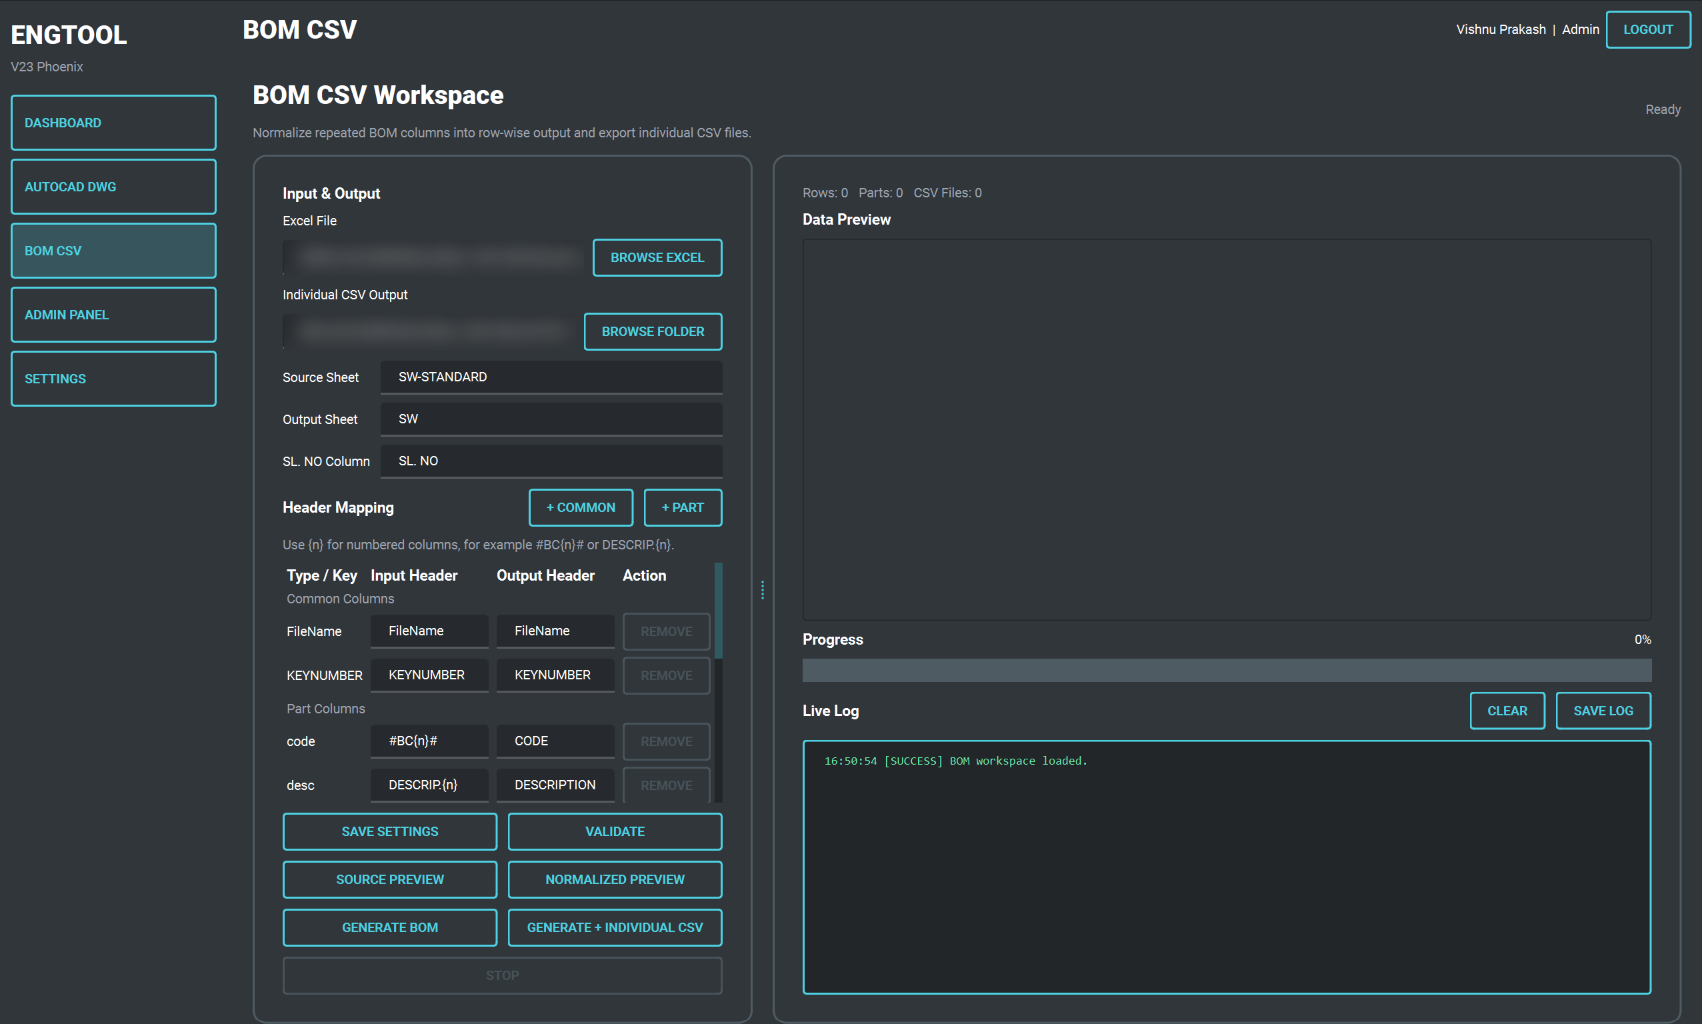 ENGTOOL
V23 Phoenix
DASHBOARD
AUTOCAD DWG
BOM CSV
ADMIN PANEL
SETTINGS
BOM CSV
Vishnu Prakash | Admin
LOGOUT
BOM CSV Workspace
Normalize repeated BOM columns into row-wise output and export individual CSV files.
Ready
Input & Output
Excel File
BROWSE EXCEL
Individual CSV Output
BROWSE FOLDER
Source Sheet SW-STANDARD
Output Sheet SW
SL. NO Column SL. NO
Header Mapping + COMMON + PART
Use {n} for numbered columns, for example #BC{n}# or DESCRIP.{n}.
Type / Key Input Header Output Header Action
Common Columns
FileName FileName FileName REMOVE
KEYNUMBER KEYNUMBER KEYNUMBER REMOVE
Part Columns
code #BC{n}# CODE REMOVE
desc DESCRIP.{n} DESCRIPTION REMOVE
SAVE SETTINGS VALIDATE
SOURCE PREVIEW NORMALIZED PREVIEW
GENERATE BOM GENERATE + INDIVIDUAL CSV
STOP
Rows: 0 Parts: 0 CSV Files: 0
Data Preview
Progress 0%
Live Log CLEAR SAVE LOG
16:50:54 [SUCCESS] BOM workspace loaded.